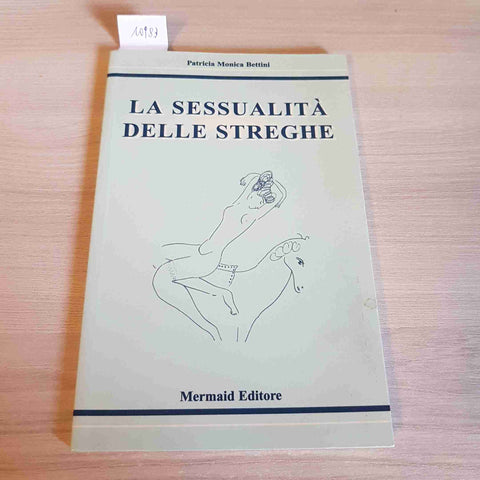 10983
Patricia Monica Bettini
LA SESSUALITÀ
DELLE STREGHE
Mermaid Editore